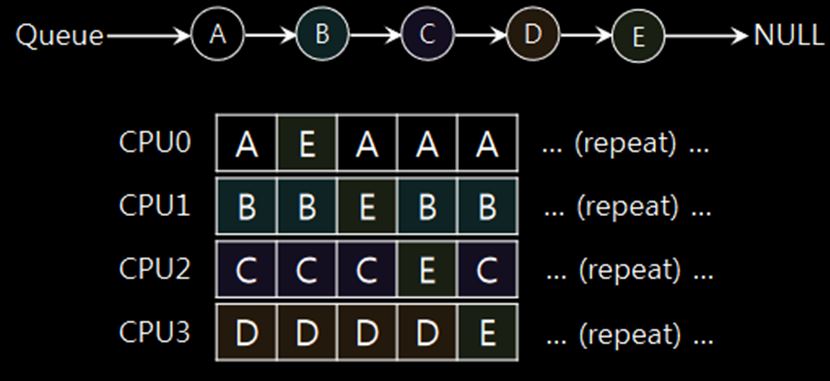 Queue A B C D E NULL
CPU0 A E A A A ... (repeat) ...
CPU1 B B E B B ... (repeat) ...
CPU2 C C C E C ... (repeat) ...
CPU3 D D D D E ... (repeat) ...